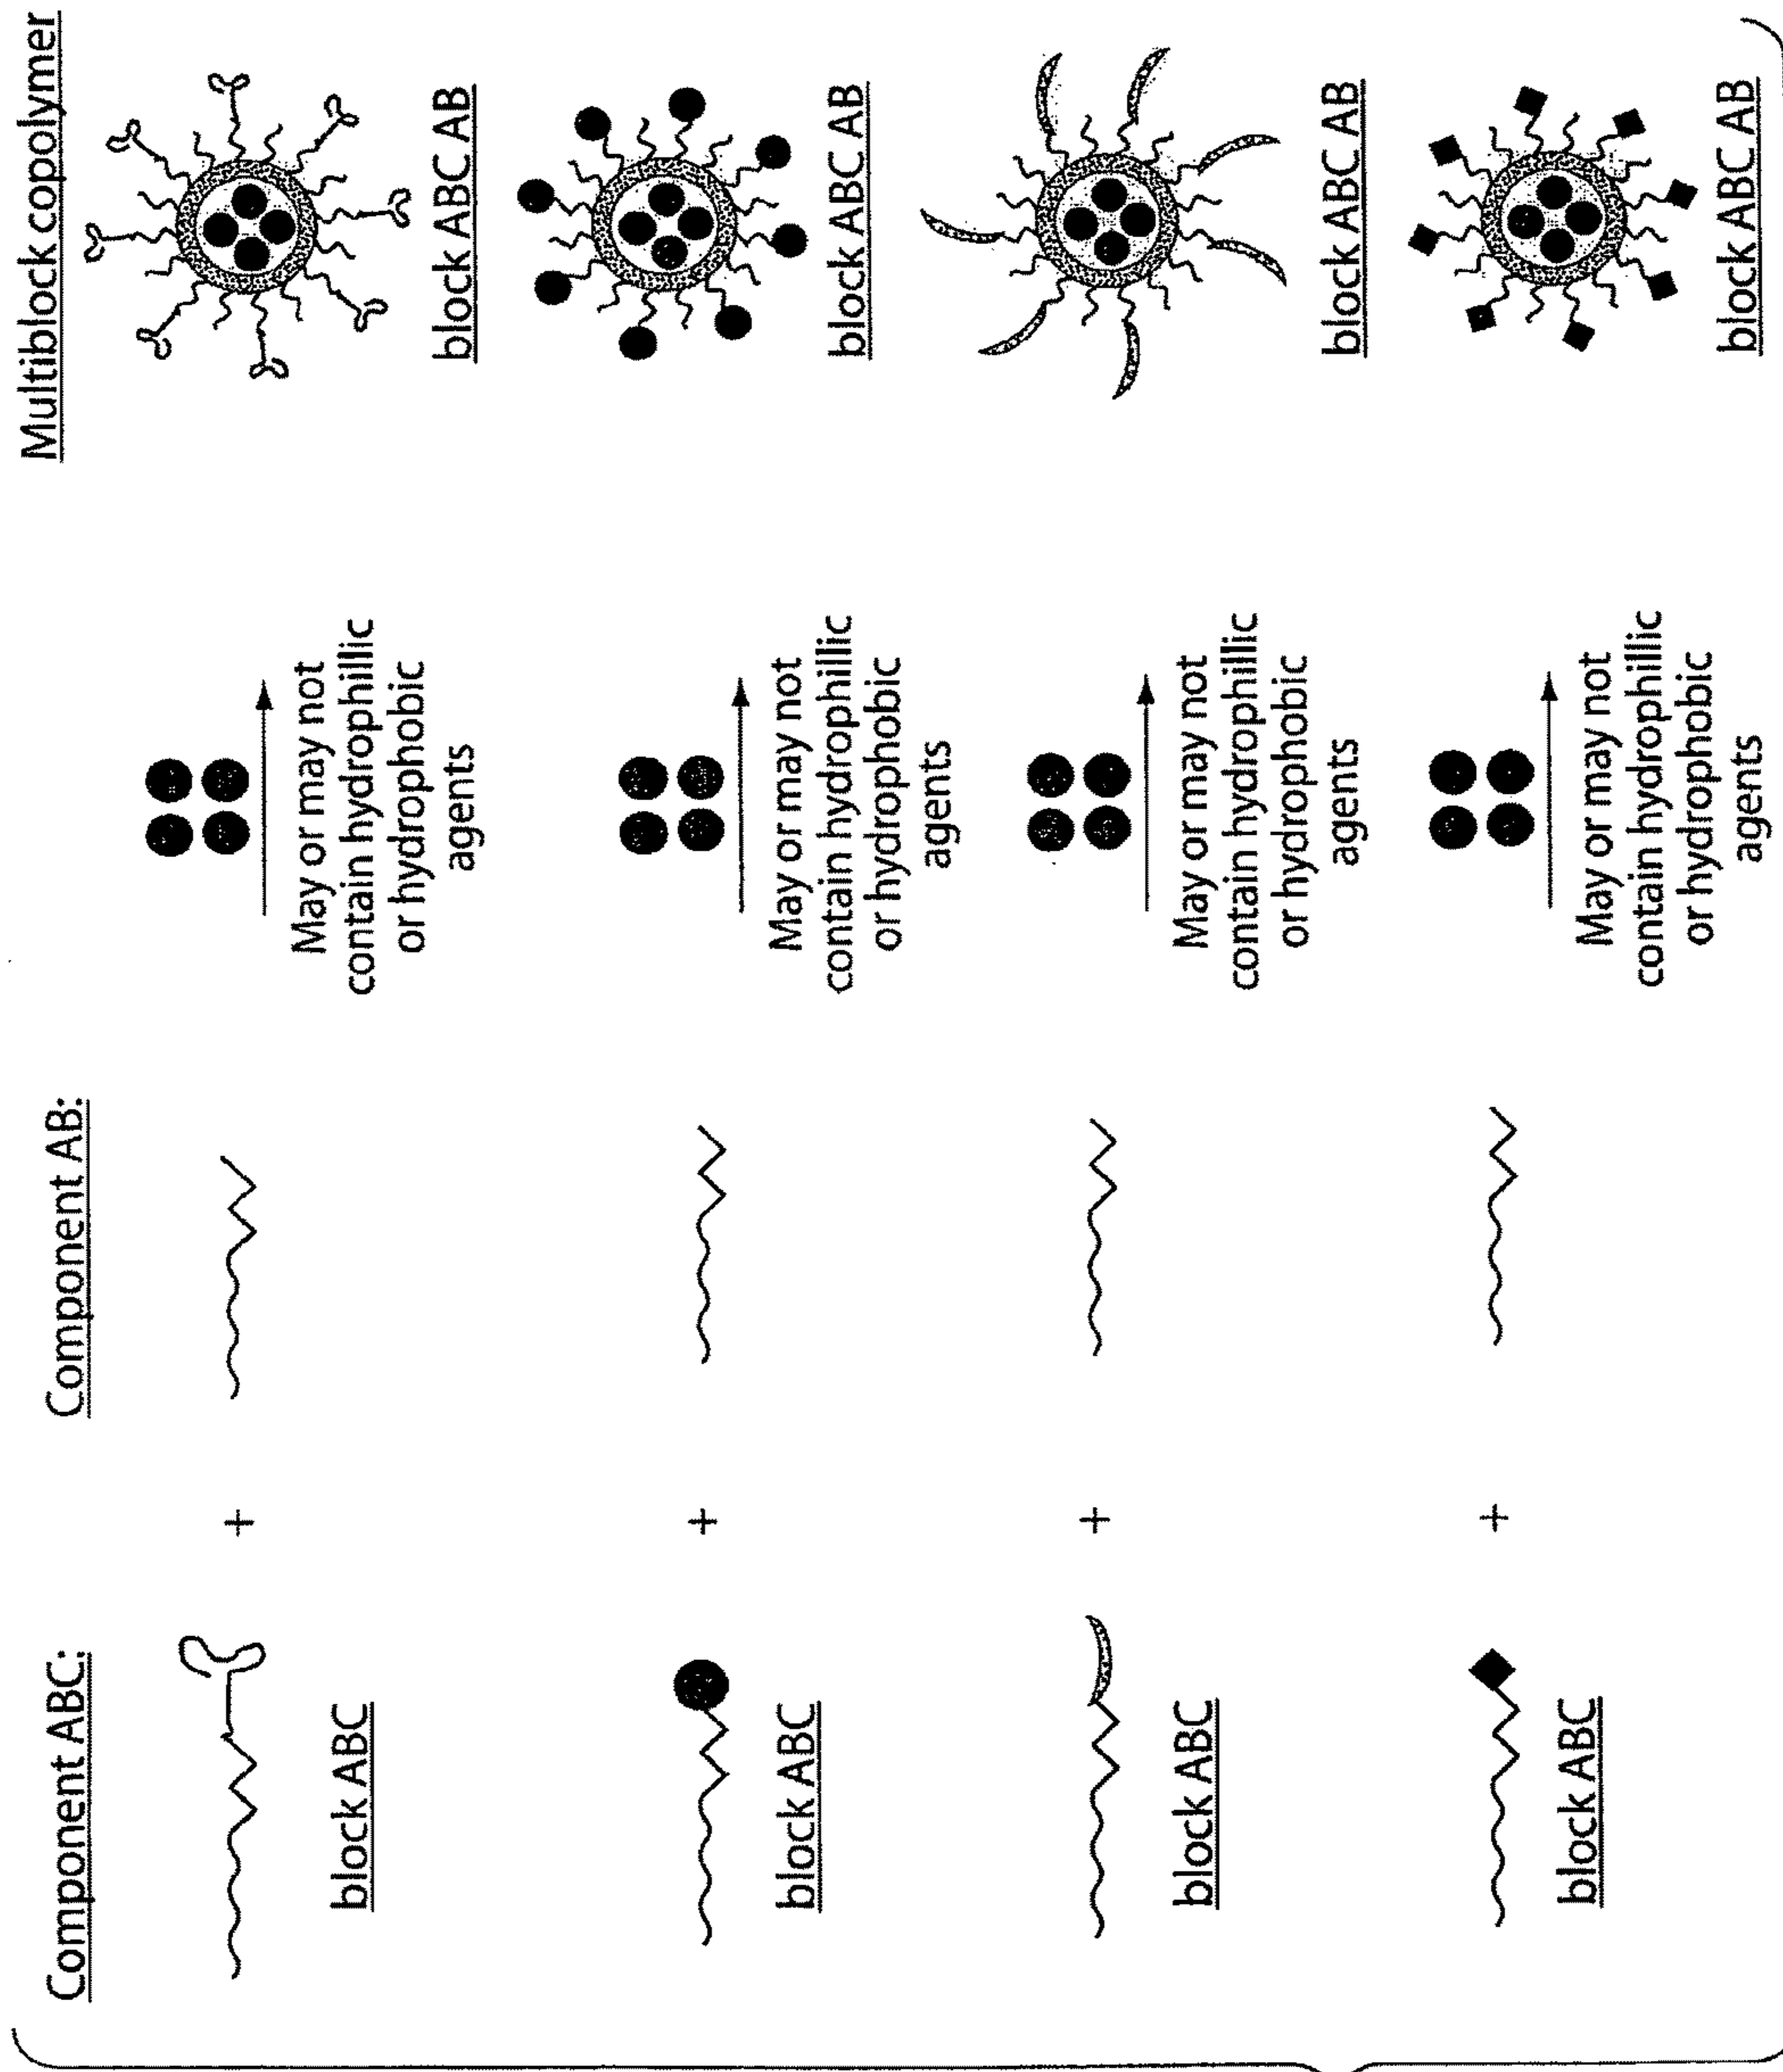 Component ABC:
Component AB:
Multiblock copolymer
+
May or may not
contain hydrophillic
or hydrophobic
agents
block ABC
block ABC AB
+
May or may not
contain hydrophillic
or hydrophobic
agents
block ABC
block ABC AB
+
May or may not
contain hydrophillic
or hydrophobic
agents
block ABC
block ABC AB
+
May or may not
contain hydrophillic
or hydrophobic
agents
block ABC
block ABC AB